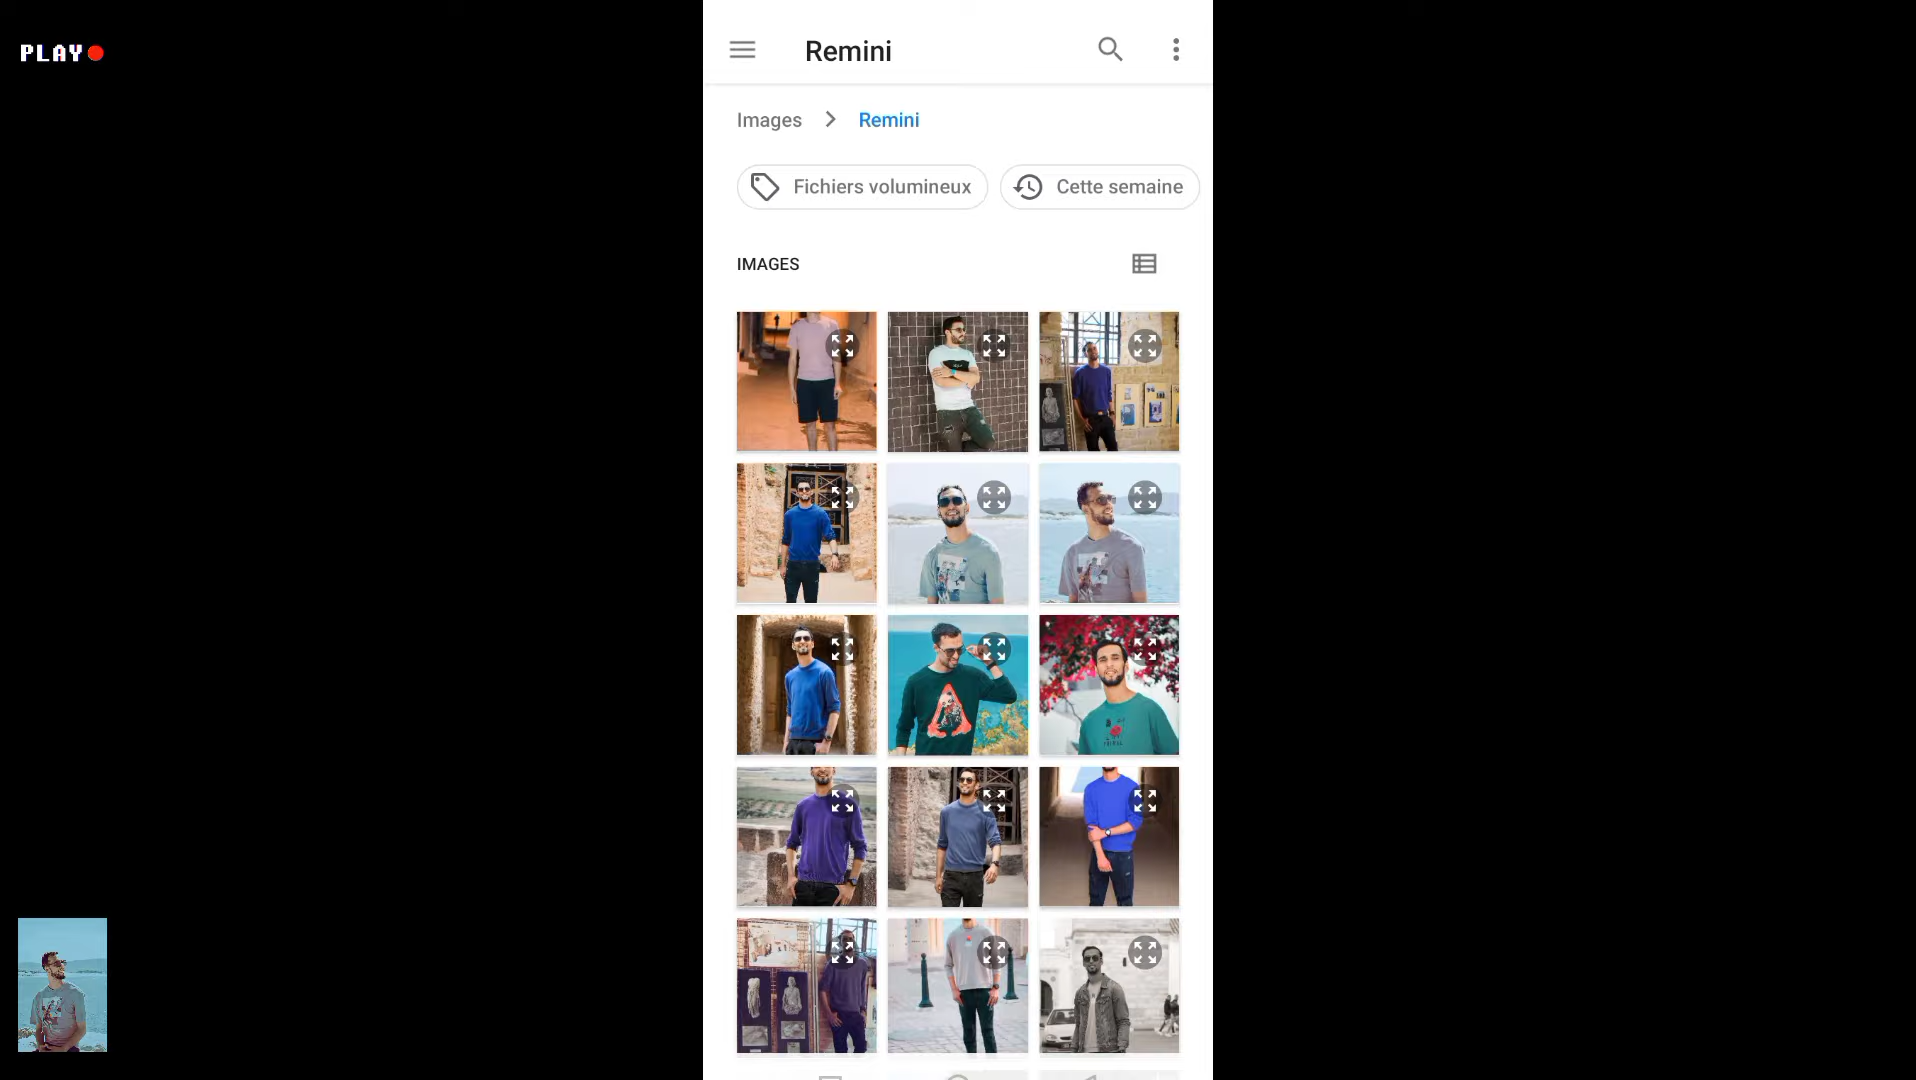 PLAY
Remini
Images > Remini
Fichiers volumineux
Cette semaine
IMAGES